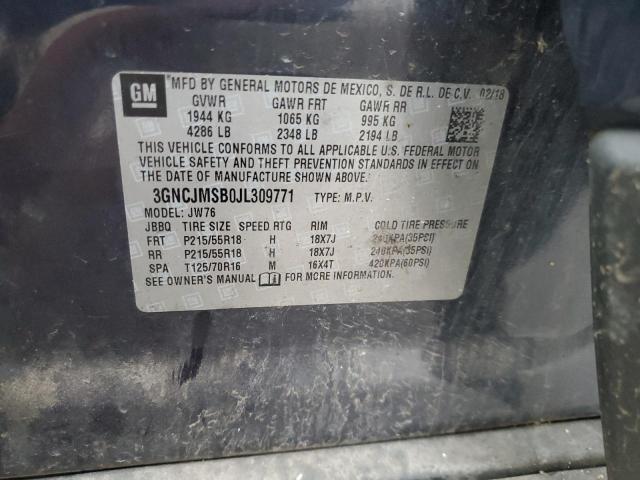 GM
MFD BY GENERAL MOTORS DE MEXICO, S. DE R.L. DE C.V. 02/18
GVWR GAWR FRT GAWR RR
1944 KG 1065 KG 995 KG
4286 LB 2348 LB 2194 LB
THIS VEHICLE CONFORMS TO ALL APPLICABLE U.S. FEDERAL MOTOR
VEHICLE SAFETY AND THEFT PREVENTION STANDARDS IN EFFECT ON
THE DATE OF MANUFACTURE SHOWN ABOVE.
3GNCJMSB0JL309771 TYPE: M.P.V.
MODEL: JW76
JBBQ TIRE SIZE SPEED RTG RIM COLD TIRE PRESSURE
FRT P215/55R18 H 18X7J 240KPA(35PSI)
RR P215/55R18 H 18X7J 240KPA(35PSI)
SPA T125/70R16 M 16X4T 420KPA(60PSI)
SEE OWNER'S MANUAL FOR MORE INFORMATION